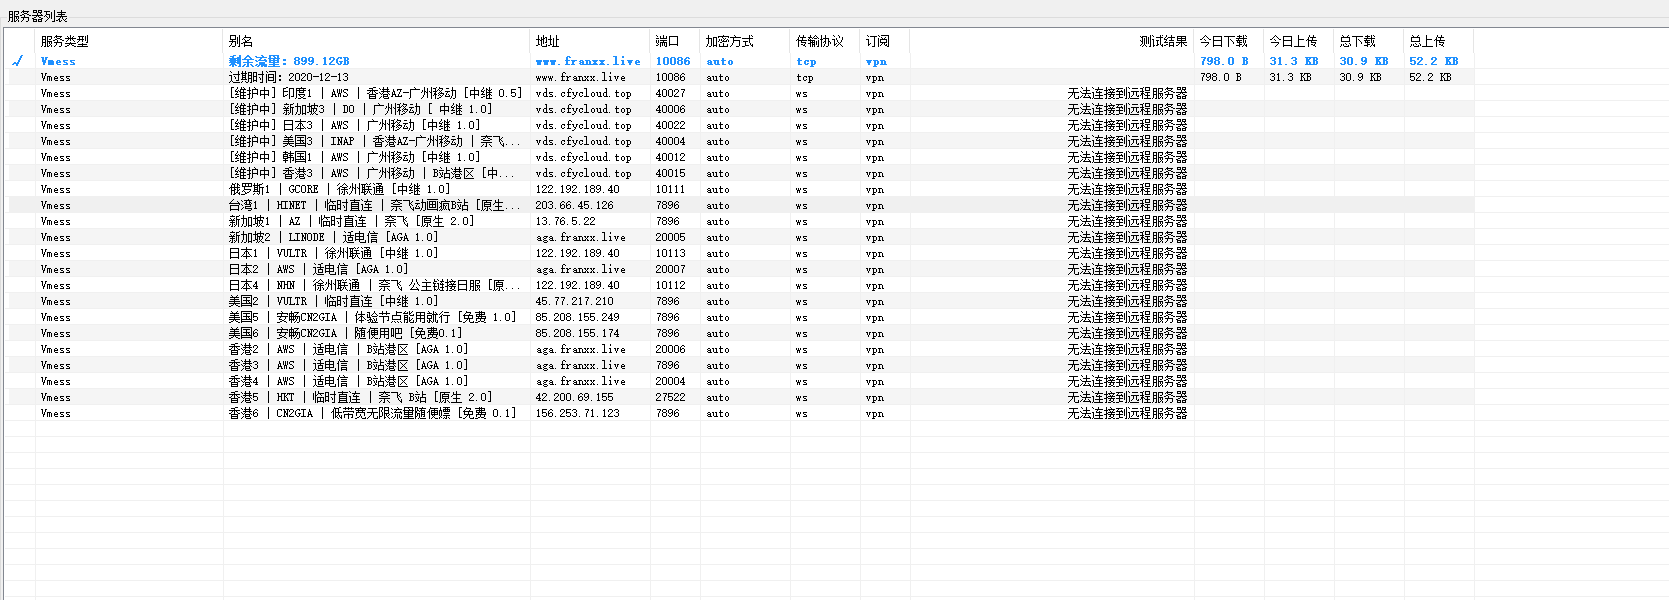 服务器列表
服务类型 别名 地址 端口 加密方式 传输协议 订阅 测试结果 今日下载 今日上传 总下载 总上传
Vmess 剩余流量: 899.12GB www.franxx.live 10086 auto tcp vpn 798.0 B 31.3 KB 30.9 KB 52.2 KB
Vmess 过期时间: 2020-12-13 www.franxx.live 10086 auto tcp vpn 798.0 B 31.3 KB 30.9 KB 52.2 KB
Vmess [维护中] 印度1 | AWS | 香港AZ-广州移动 [中继 0.5] vds.cfycloud.top 40027 auto ws vpn 无法连接到远程服务器
Vmess [维护中] 新加坡3 | DO | 广州移动 [ 中继 1.0] vds.cfycloud.top 40006 auto ws vpn 无法连接到远程服务器
Vmess [维护中] 日本3 | AWS | 广州移动 [中继 1.0] vds.cfycloud.top 40022 auto ws vpn 无法连接到远程服务器
Vmess [维护中] 美国3 | INAP | 香港AZ-广州移动 | 奈飞... vds.cfycloud.top 40004 auto ws vpn 无法连接到远程服务器
Vmess [维护中] 韩国1 | AWS | 广州移动 [中继 1.0] vds.cfycloud.top 40012 auto ws vpn 无法连接到远程服务器
Vmess [维护中] 香港3 | AWS | 广州移动 | B站港区 [中... vds.cfycloud.top 40015 auto ws vpn 无法连接到远程服务器
Vmess 俄罗斯1 | GCORE | 徐州联通 [中继 1.0] 122.192.189.40 10111 auto ws vpn 无法连接到远程服务器
Vmess 台湾1 | HINET | 临时直连 | 奈飞动画疯B站 [原生... 203.66.45.126 7896 auto ws vpn 无法连接到远程服务器
Vmess 新加坡1 | AZ | 临时直连 | 奈飞 [原生 2.0] 13.76.5.22 7896 auto ws vpn 无法连接到远程服务器
Vmess 新加坡2 | LINODE | 适电信 [AGA 1.0] aga.franxx.live 20005 auto ws vpn 无法连接到远程服务器
Vmess 日本1 | VULTR | 徐州联通 [中继 1.0] 122.192.189.40 10113 auto ws vpn 无法连接到远程服务器
Vmess 日本2 | AWS | 适电信 [AGA 1.0] aga.franxx.live 20007 auto ws vpn 无法连接到远程服务器
Vmess 日本4 | NHN | 徐州联通 | 奈飞 公主链接日服 [原... 122.192.189.40 10112 auto ws vpn 无法连接到远程服务器
Vmess 美国2 | VULTR | 临时直连 [中继 1.0] 45.77.217.210 7896 auto ws vpn 无法连接到远程服务器
Vmess 美国5 | 安畅CN2GIA | 体验节点能用就行 [免费 1.0] 85.208.155.249 7896 auto ws vpn 无法连接到远程服务器
Vmess 美国6 | 安畅CN2GIA | 随便用吧 [免费0.1] 85.208.155.174 7896 auto ws vpn 无法连接到远程服务器
Vmess 香港2 | AWS | 适电信 | B站港区 [AGA 1.0] aga.franxx.live 20006 auto ws vpn 无法连接到远程服务器
Vmess 香港3 | AWS | 适电信 | B站港区 [AGA 1.0] aga.franxx.live 7896 auto ws vpn 无法连接到远程服务器
Vmess 香港4 | AWS | 适电信 | B站港区 [AGA 1.0] aga.franxx.live 20004 auto ws vpn 无法连接到远程服务器
Vmess 香港5 | HKT | 临时直连 | 奈飞 B站 [原生 2.0] 42.200.69.155 27522 auto ws vpn 无法连接到远程服务器
Vmess 香港6 | CN2GIA | 低带宽无限流量随便嫖 [免费 0.1] 156.253.71.123 7896 auto ws vpn 无法连接到远程服务器